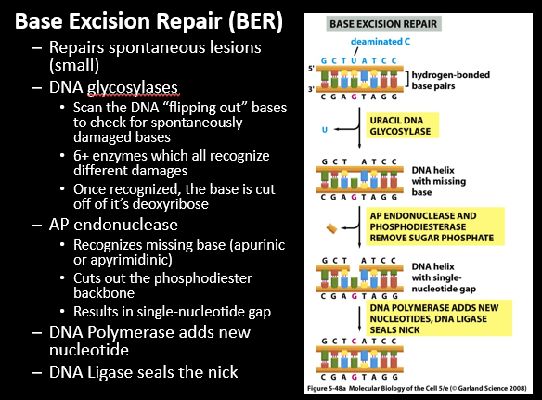 Base Excision Repair (BER)
– Repairs spontaneous lesions
(small)
– DNA glycosylases
• Scan the DNA “flipping out” bases
to check for spontaneously
damaged bases
• 6+ enzymes which all recognize
different damages
• Once recognized, the base is cut
off of it’s deoxyribose
– AP endonuclease
• Recognizes missing base (apurinic
or apyrimidinic)
• Cuts out the phosphodiester
backbone
• Results in single-nucleotide gap
– DNA Polymerase adds new
nucleotide
– DNA Ligase seals the nick
BASE EXCISION REPAIR
deaminated C
G C T U A T C C
5'
3'
hydrogen-bonded
base pairs
C G A G T A G G
U
URACIL DNA
GLYCOSYLASE
G C T A T C C
DNA helix
with missing
base
C G A G T A G G
AP ENDONUCLEASE AND
PHOSPHODIESTERASE
REMOVE SUGAR PHOSPHATE
G C T A T C C
DNA helix
with single-
nucleotide gap
C G A G T A G G
DNA POLYMERASE ADDS NEW
NUCLEOTIDES, DNA LIGASE
SEALS NICK
G C T C A T C C
C G A G T A G G
Figure 5-48a Molecular Biology of the Cell 5/e (© Garland Science 2008)